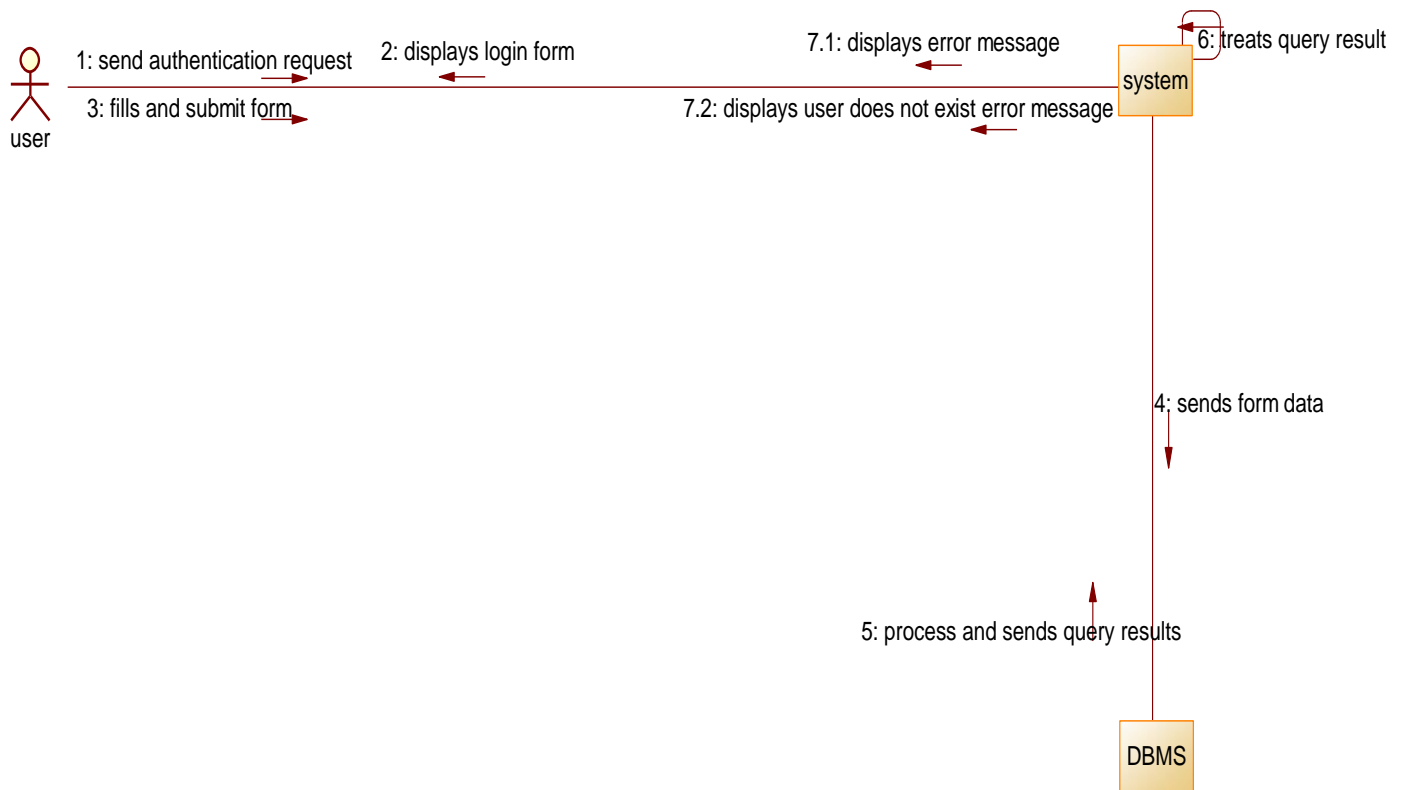 1: send authentication request
2: displays login form
7.1: displays error message
6: treats query result
system
3: fills and submit form
7.2: displays user does not exist error message
user
4: sends form data
5: process and sends query results
DBMS